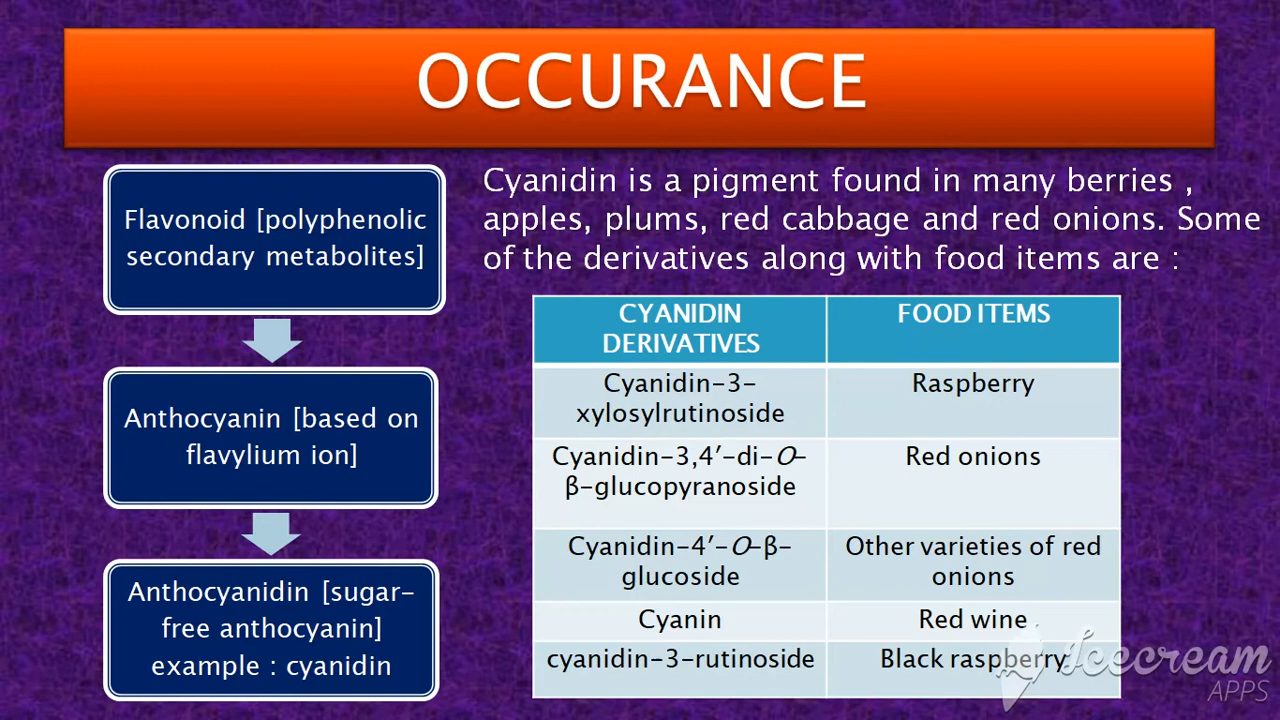 OCCURANCE
Flavonoid [polyphenolic
secondary metabolites]
Anthocyanin [based on
flavylium ion]
Anthocyanidin [sugar-
free anthocyanin]
example : cyanidin
Cyanidin is a pigment found in many berries ,
apples, plums, red cabbage and red onions. Some
of the derivatives along with food items are :
CYANIDIN
DERIVATIVES
FOOD ITEMS
Cyanidin-3-
xylosylrutinoside
Raspberry
Cyanidin-3,4′-di-O-
β-glucopyranoside
Red onions
Cyanidin-4′-O-β-
glucoside
Other varieties of red
onions
Cyanin
Red wine
cyanidin-3-rutinoside
Black raspberry
Icecream
APPS